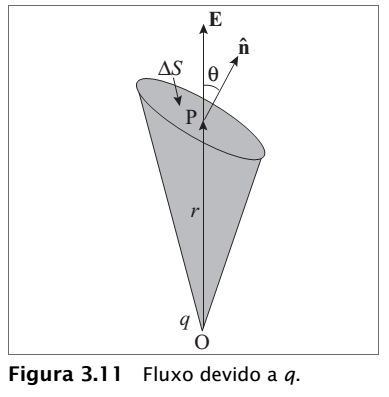 E
n̂
ΔS
θ
P
r
q
O
Figura 3.11 Fluxo devido a q.